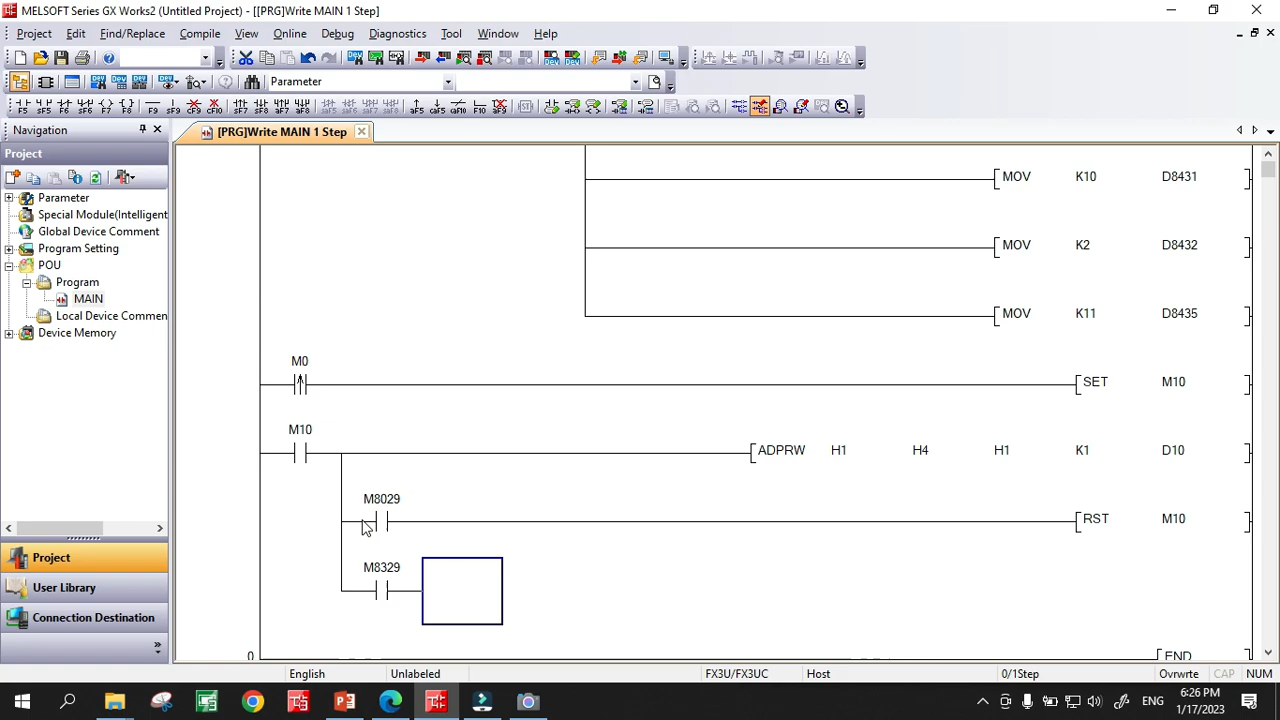 MELSOFT Series GX Works2 (Untitled Project) - [[PRG]Write MAIN 1 Step]
Project Edit Find/Replace Compile View Online Debug Diagnostics Tool Window Help
Parameter
Navigation
[PRG]Write MAIN 1 Step
Project
Parameter
Special Module(Intelligent
Global Device Comment
Program Setting
POU
Program
MAIN
Local Device Commen
Device Memory
Project
User Library
Connection Destination
MOV K10 D8431
MOV K2 D8432
MOV K11 D8435
M0
SET M10
M10
ADPRW H1 H4 H1 K1 D10
M8029
RST M10
M8329
0 END
English Unlabeled FX3U/FX3UC Host 0/1Step Ovrwrte CAP NUM
ENG
6:26 PM
1/17/2023